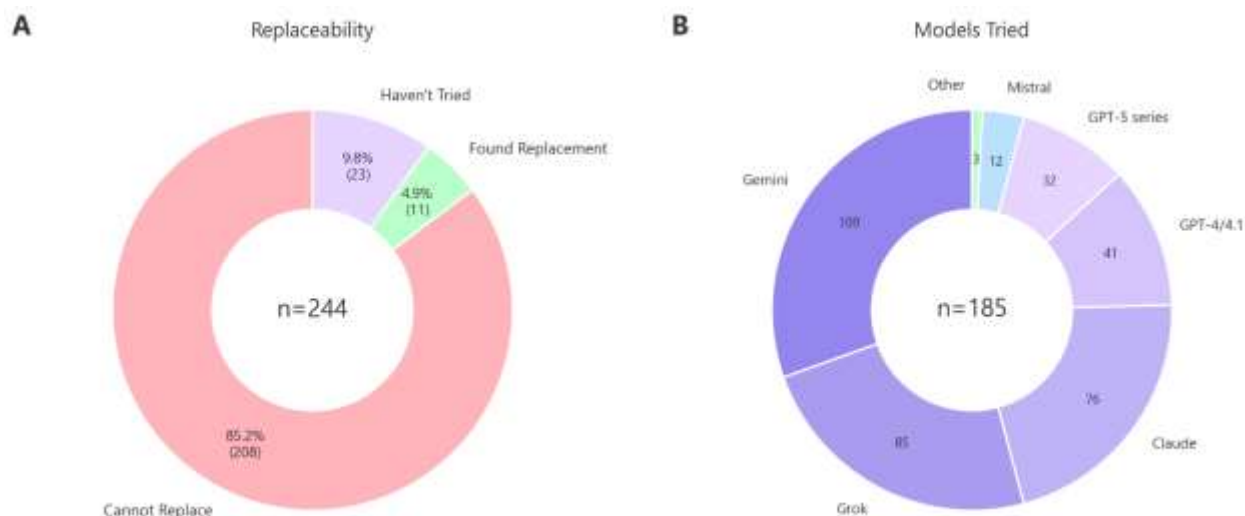 A
Replaceability
Haven't Tried
Found Replacement
9.8%
(23)
4.9%
(11)
n=244
85.2%
(208)
Cannot Replace
B
Models Tried
Other
Mistral
GPT-5 series
GPT-4/4.1
Claude
Grok
Gemini
3
12
32
41
76
85
n=185